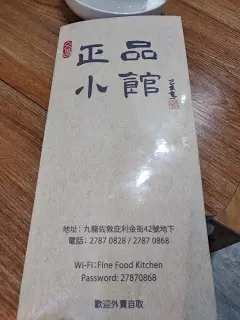 正品
小館
地址：九龍佐敦庇利金街42號地下
電話：2787 0828 / 2787 0868
Wi-Fi:Fine Food Kitchen
Password: 27870868
歡迎外賣自取